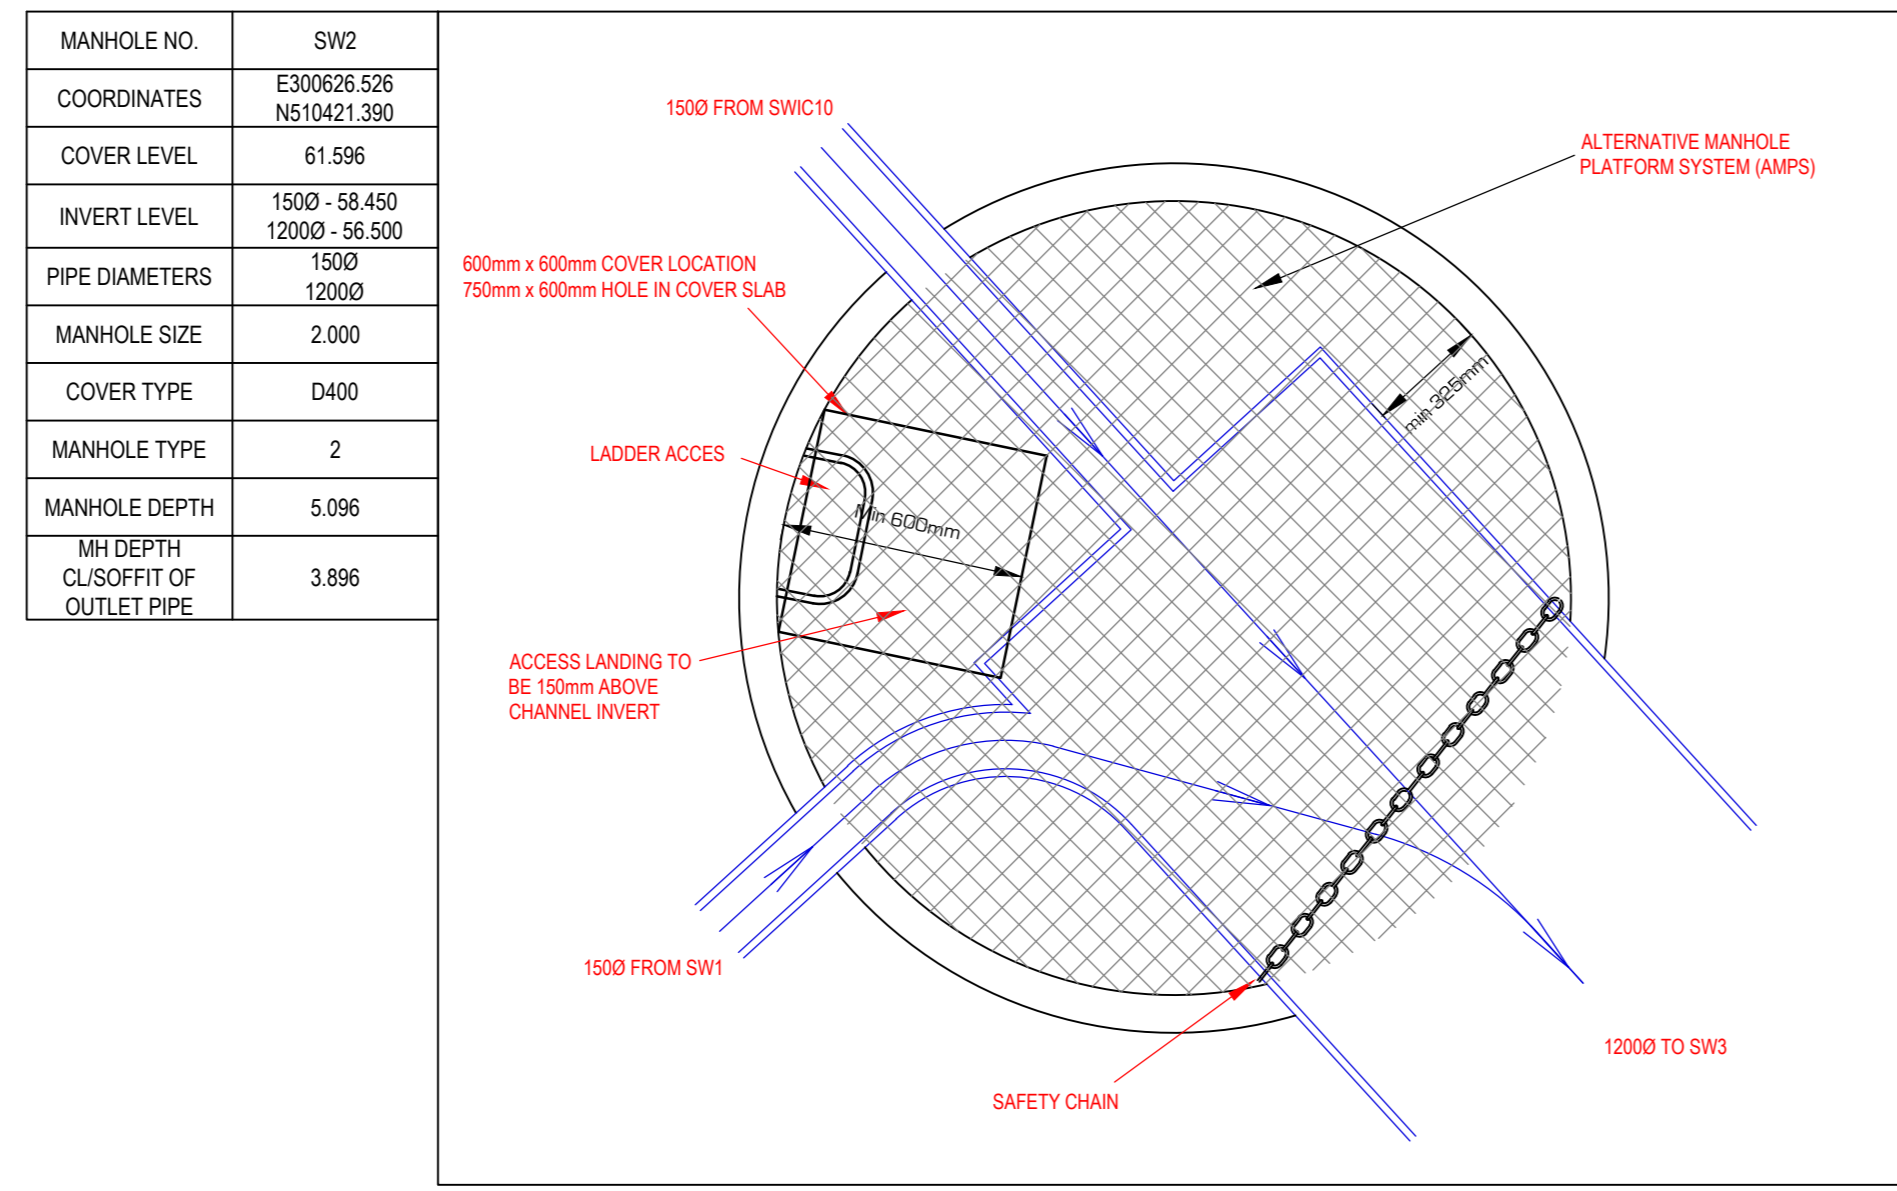 MANHOLE NO. SW2
COORDINATES E300626.526
N510421.390
COVER LEVEL 61.596
INVERT LEVEL 150Ø - 58.450
1200Ø - 56.500
PIPE DIAMETERS 150Ø
1200Ø
MANHOLE SIZE 2.000
COVER TYPE D400
MANHOLE TYPE 2
MANHOLE DEPTH 5.096
MH DEPTH
CL/SOFFIT OF
OUTLET PIPE
3.896
150Ø FROM SWIC10
ALTERNATIVE MANHOLE
PLATFORM SYSTEM (AMPS)
600mm x 600mm COVER LOCATION
750mm x 600mm HOLE IN COVER SLAB
min 325mm
LADDER ACCES
Min 600mm
ACCESS LANDING TO
BE 150mm ABOVE
CHANNEL INVERT
150Ø FROM SW1
1200Ø TO SW3
SAFETY CHAIN